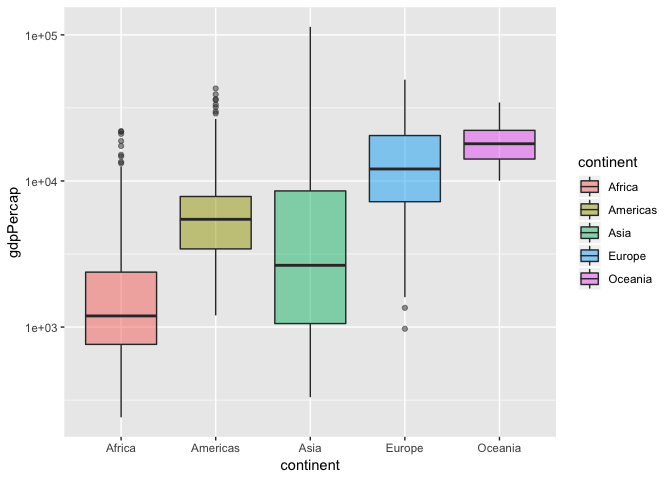 1e+05
1e+04
1e+03
gdpPercap
Africa
Americas
Asia
Europe
Oceania
continent
continent
Africa
Americas
Asia
Europe
Oceania